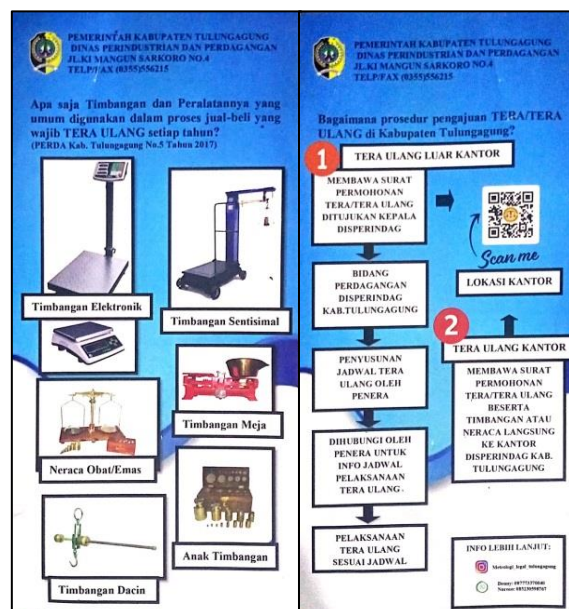 PEMERINTAH KABUPATEN TULUNGAGUNG
DINAS PERINDUSTRIAN DAN PERDAGANGAN
JL.KI MANGUN SARKORO NO.4
TELP/FAX (0355)556215
Apa saja Timbangan dan Peralatannya yang
umum digunakan dalam proses jual-beli yang
wajib TERA ULANG setiap tahun?
(PERDA Kab. Tulungagung No.5 Tahun 2017)
Timbangan Elektronik
Timbangan Sentisimal
Timbangan Meja
Neraca Obat/Emas
Anak Timbangan
Timbangan Dacin
PEMERINTAH KABUPATEN TULUNGAGUNG
DINAS PERINDUSTRIAN DAN PERDAGANGAN
JL.KI MANGUN SARKORO NO.4
TELP/FAX (0355)556215
Bagaimana prosedur pengajuan TERA/TERA
ULANG di Kabupaten Tulungagung?
1
TERA ULANG LUAR KANTOR
MEMBAWA SURAT
PERMOHONAN
TERA/TERA ULANG
DITUJUKAN KEPALA
DISPERINDAG
Scan me
LOKASI KANTOR
BIDANG
PERDAGANGAN
DISPERINDAG
KAB.TULUNGAGUNG
PENYUSUNAN
JADWAL TERA
ULANG OLEH
PENERA
DIHUBUNGI OLEH
PENERA UNTUK
INFO JADWAL
PELAKSANAAN
TERA ULANG
PELAKSANAAN
TERA ULANG
SESUAI JADWAL
2
TERA ULANG KANTOR
MEMBAWA SURAT
PERMOHONAN
TERA/TERA ULANG
BESERTA
TIMBANGAN ATAU
NERACA LANGSUNG
KE KANTOR
DISPERINDAG KAB.
TULUNGAGUNG
INFO LEBIH LANJUT:
Metrologi_legal_tulungagung